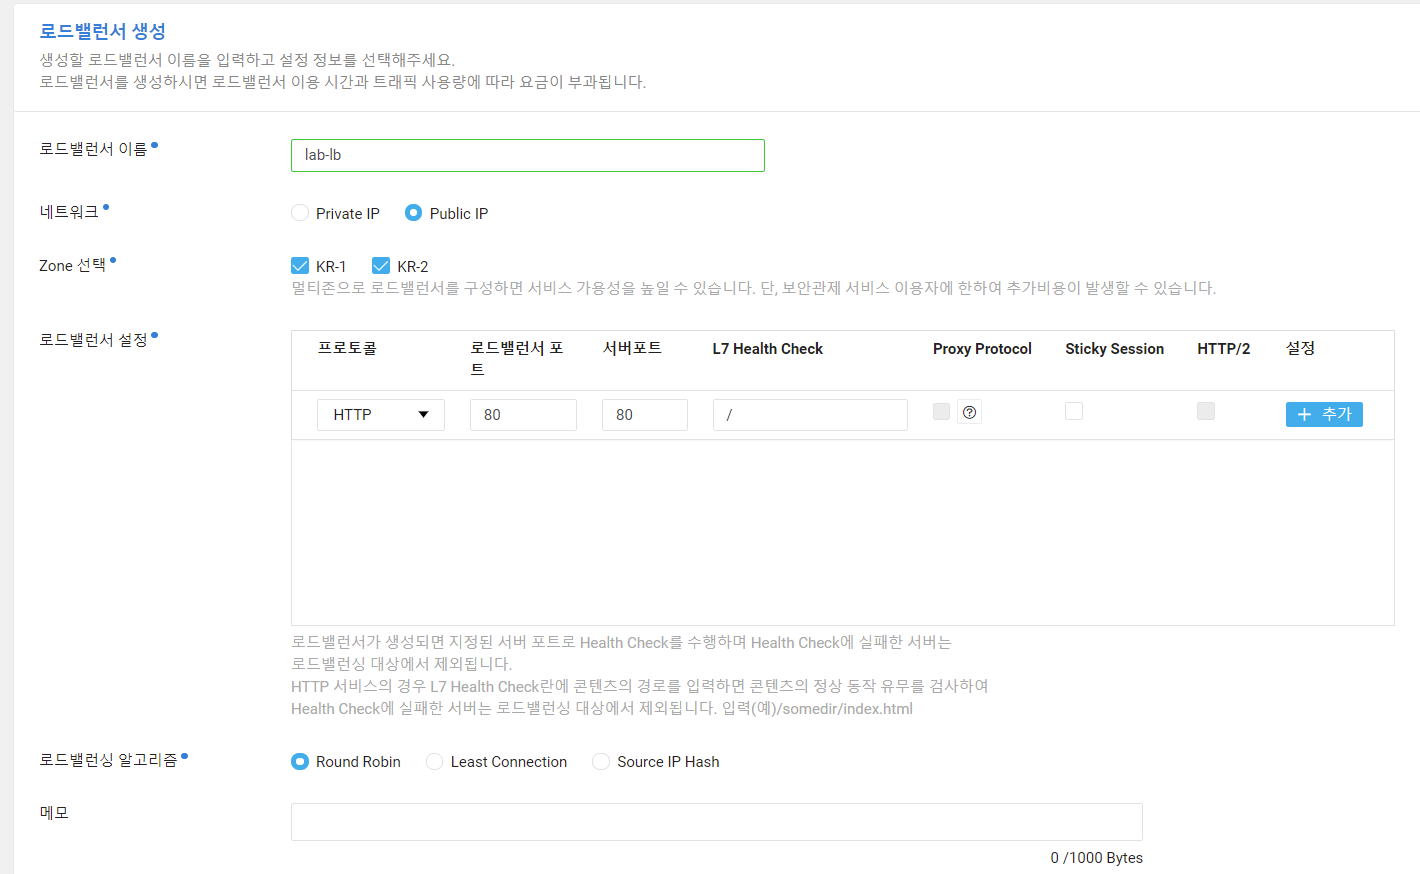 로드밸런서 생성
생성할 로드밸런서 이름을 입력하고 설정 정보를 선택해주세요.
로드밸런서를 생성하시면 로드밸런서 이용 시간과 트래픽 사용량에 따라 요금이 부과됩니다.
로드밸런서 이름
lab-lb
네트워크
Private IP
Public IP
Zone 선택
KR-1
KR-2
멀티존으로 로드밸런서를 구성하면 서비스 가용성을 높일 수 있습니다. 단, 보안관제 서비스 이용자에 한하여 추가비용이 발생할 수 있습니다.
로드밸런서 설정
프로토콜
로드밸런서 포
트
서버포트
L7 Health Check
Proxy Protocol
Sticky Session
HTTP/2
설정
HTTP
80
80
/
?
+ 추가
로드밸런서가 생성되면 지정된 서버 포트로 Health Check를 수행하며 Health Check에 실패한 서버는
로드밸런싱 대상에서 제외됩니다.
HTTP 서비스의 경우 L7 Health Check란에 콘텐츠의 경로를 입력하면 콘텐츠의 정상 동작 유무를 검사하여
Health Check에 실패한 서버는 로드밸런싱 대상에서 제외됩니다. 입력(예)/somedir/index.html
로드밸런싱 알고리즘
Round Robin
Least Connection
Source IP Hash
메모
0 /1000 Bytes